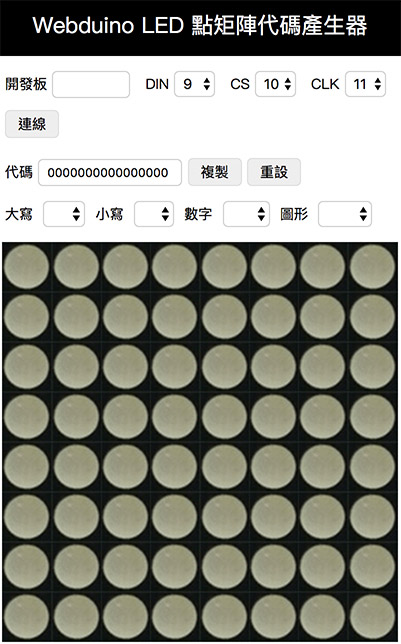 Webduino LED 點矩陣代碼產生器
開發板 DIN 9 CS 10 CLK 11
連線
代碼 0000000000000000 複製 重設
大寫 小寫 數字 圖形